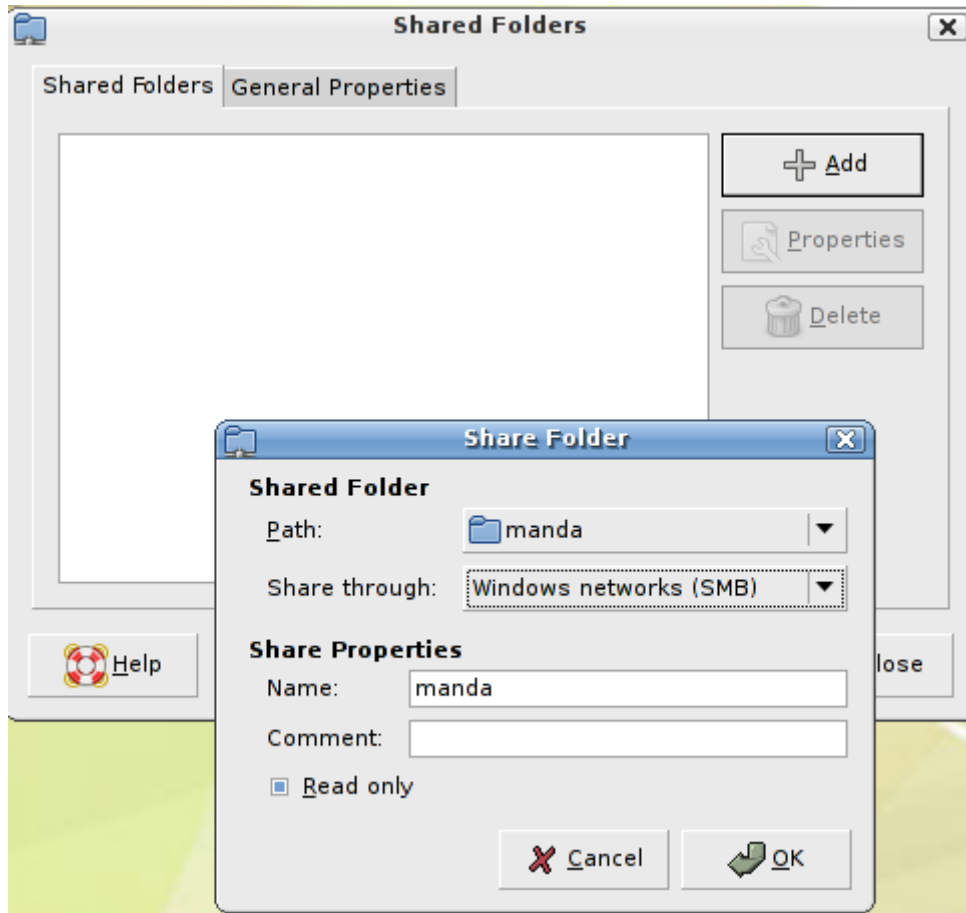 Shared Folders
Shared Folders General Properties
Add
Properties
Delete
Share Folder
Shared Folder
Path: manda
Share through: Windows networks (SMB)
Share Properties
Name: manda
Comment:
Read only
Cancel OK
Help lose